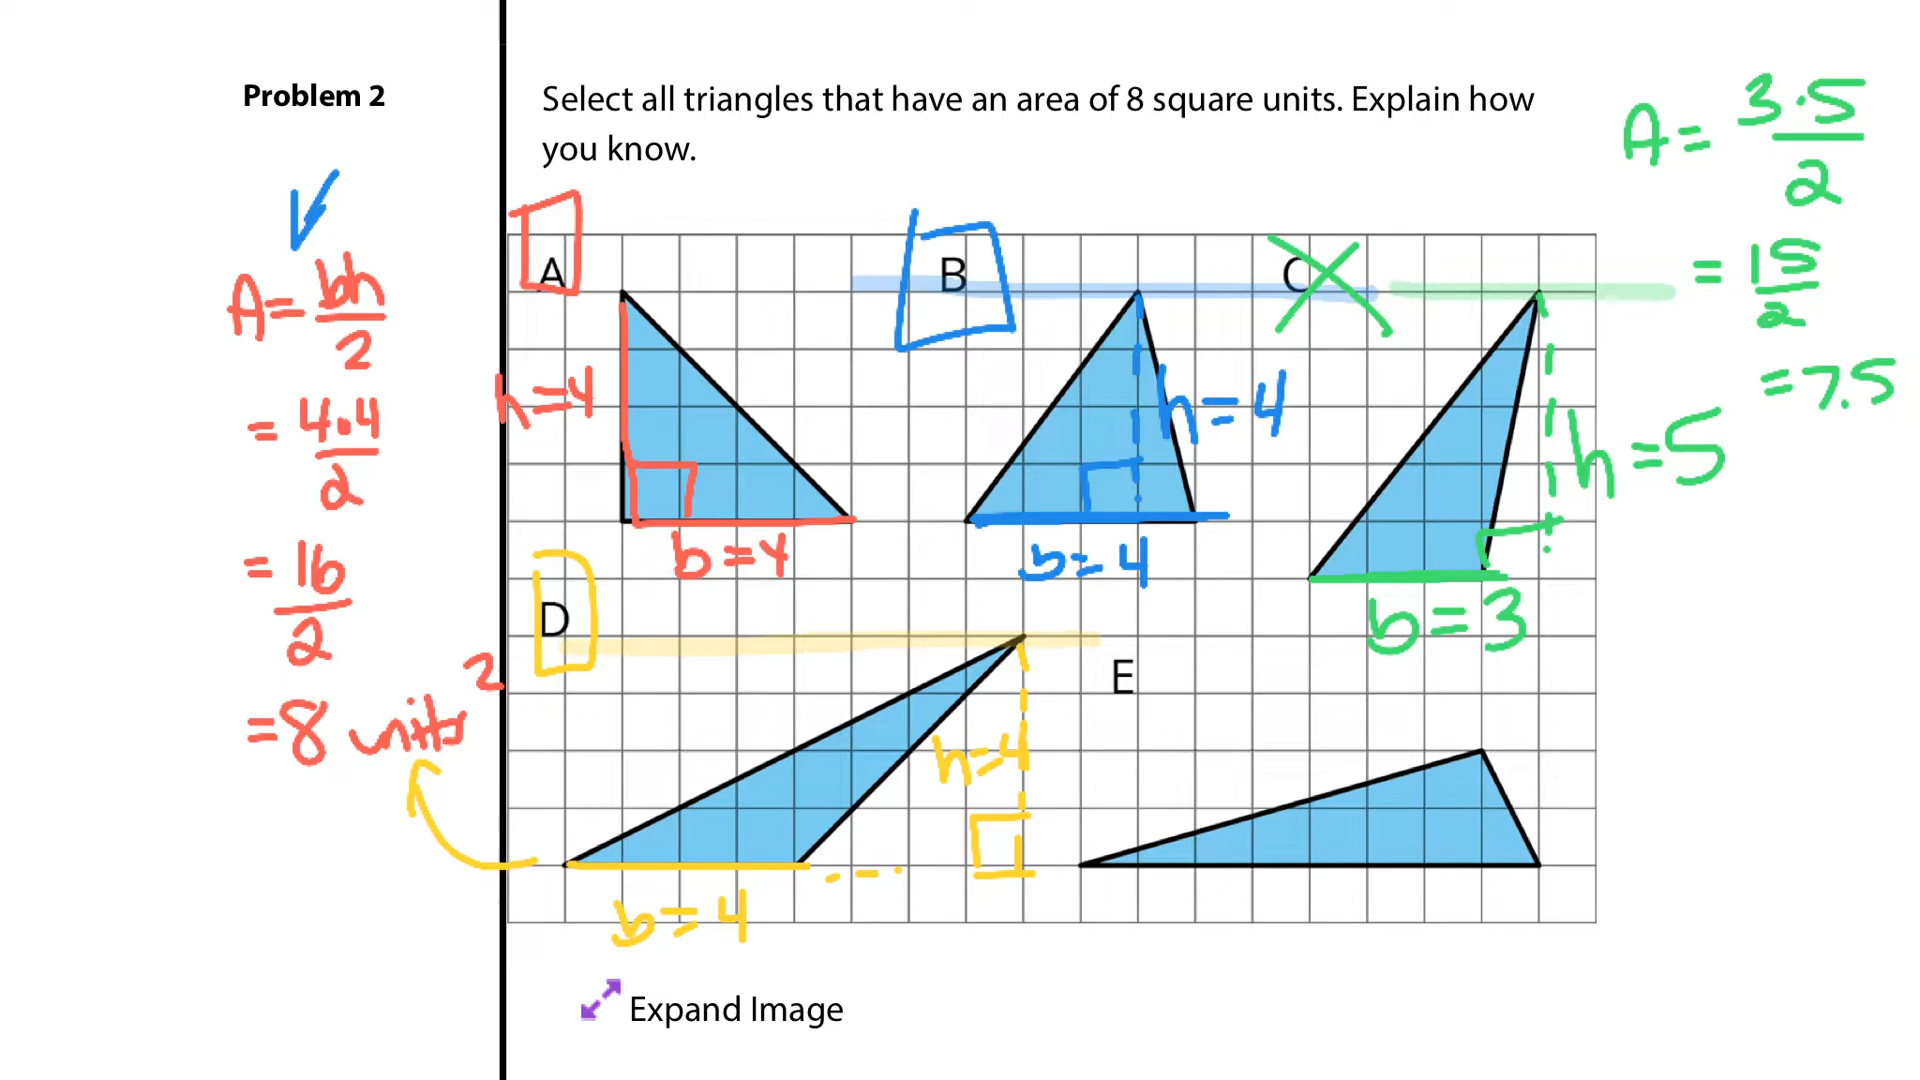 Problem 2
Select all triangles that have an area of 8 square units. Explain how
you know.
A = bh/2
= 4·4/2
= 16/2
= 8 units²
A
h=4
b=4
B
h=4
b=4
C
h=5
b=3
A = 3·5/2
= 15/2
= 7.5
D
h=4
b=4
E
Expand Image